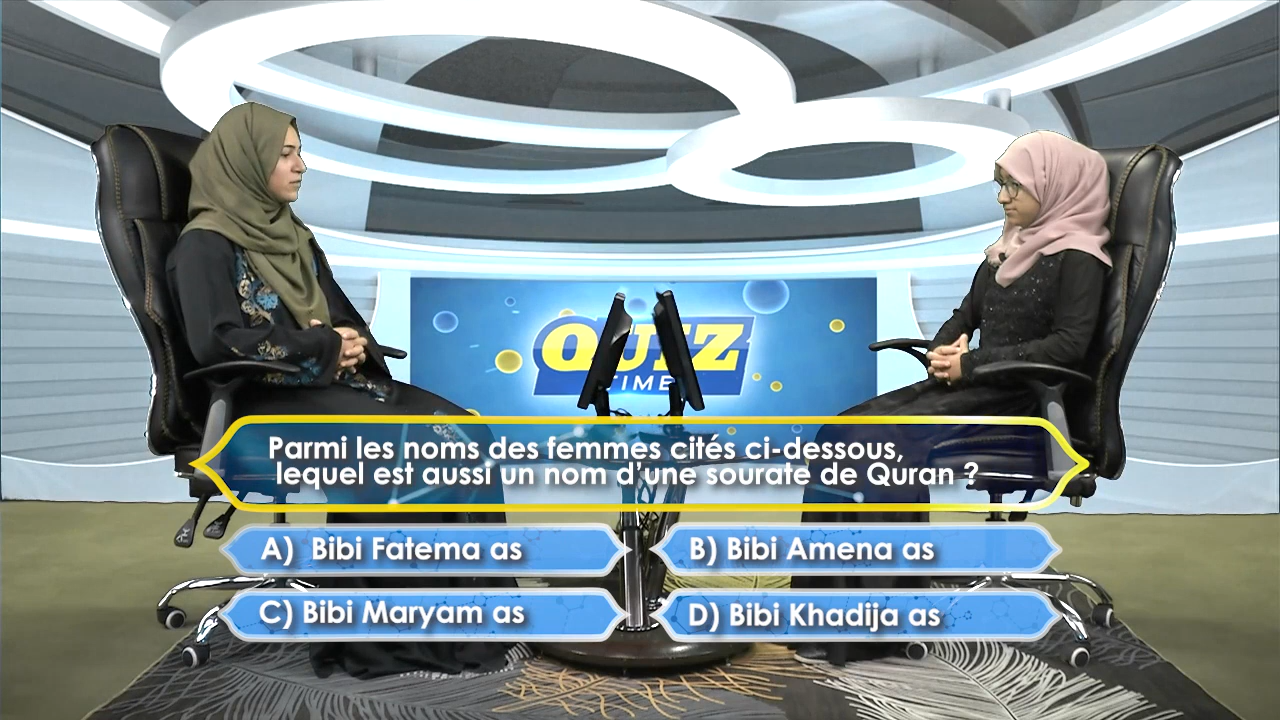 QUIZ
TIME
Parmi les noms des femmes cités ci-dessous,
lequel est aussi un nom d'une sourate de Quran ?
A) Bibi Fatema as
B) Bibi Amena as
C) Bibi Maryam as
D) Bibi Khadija as